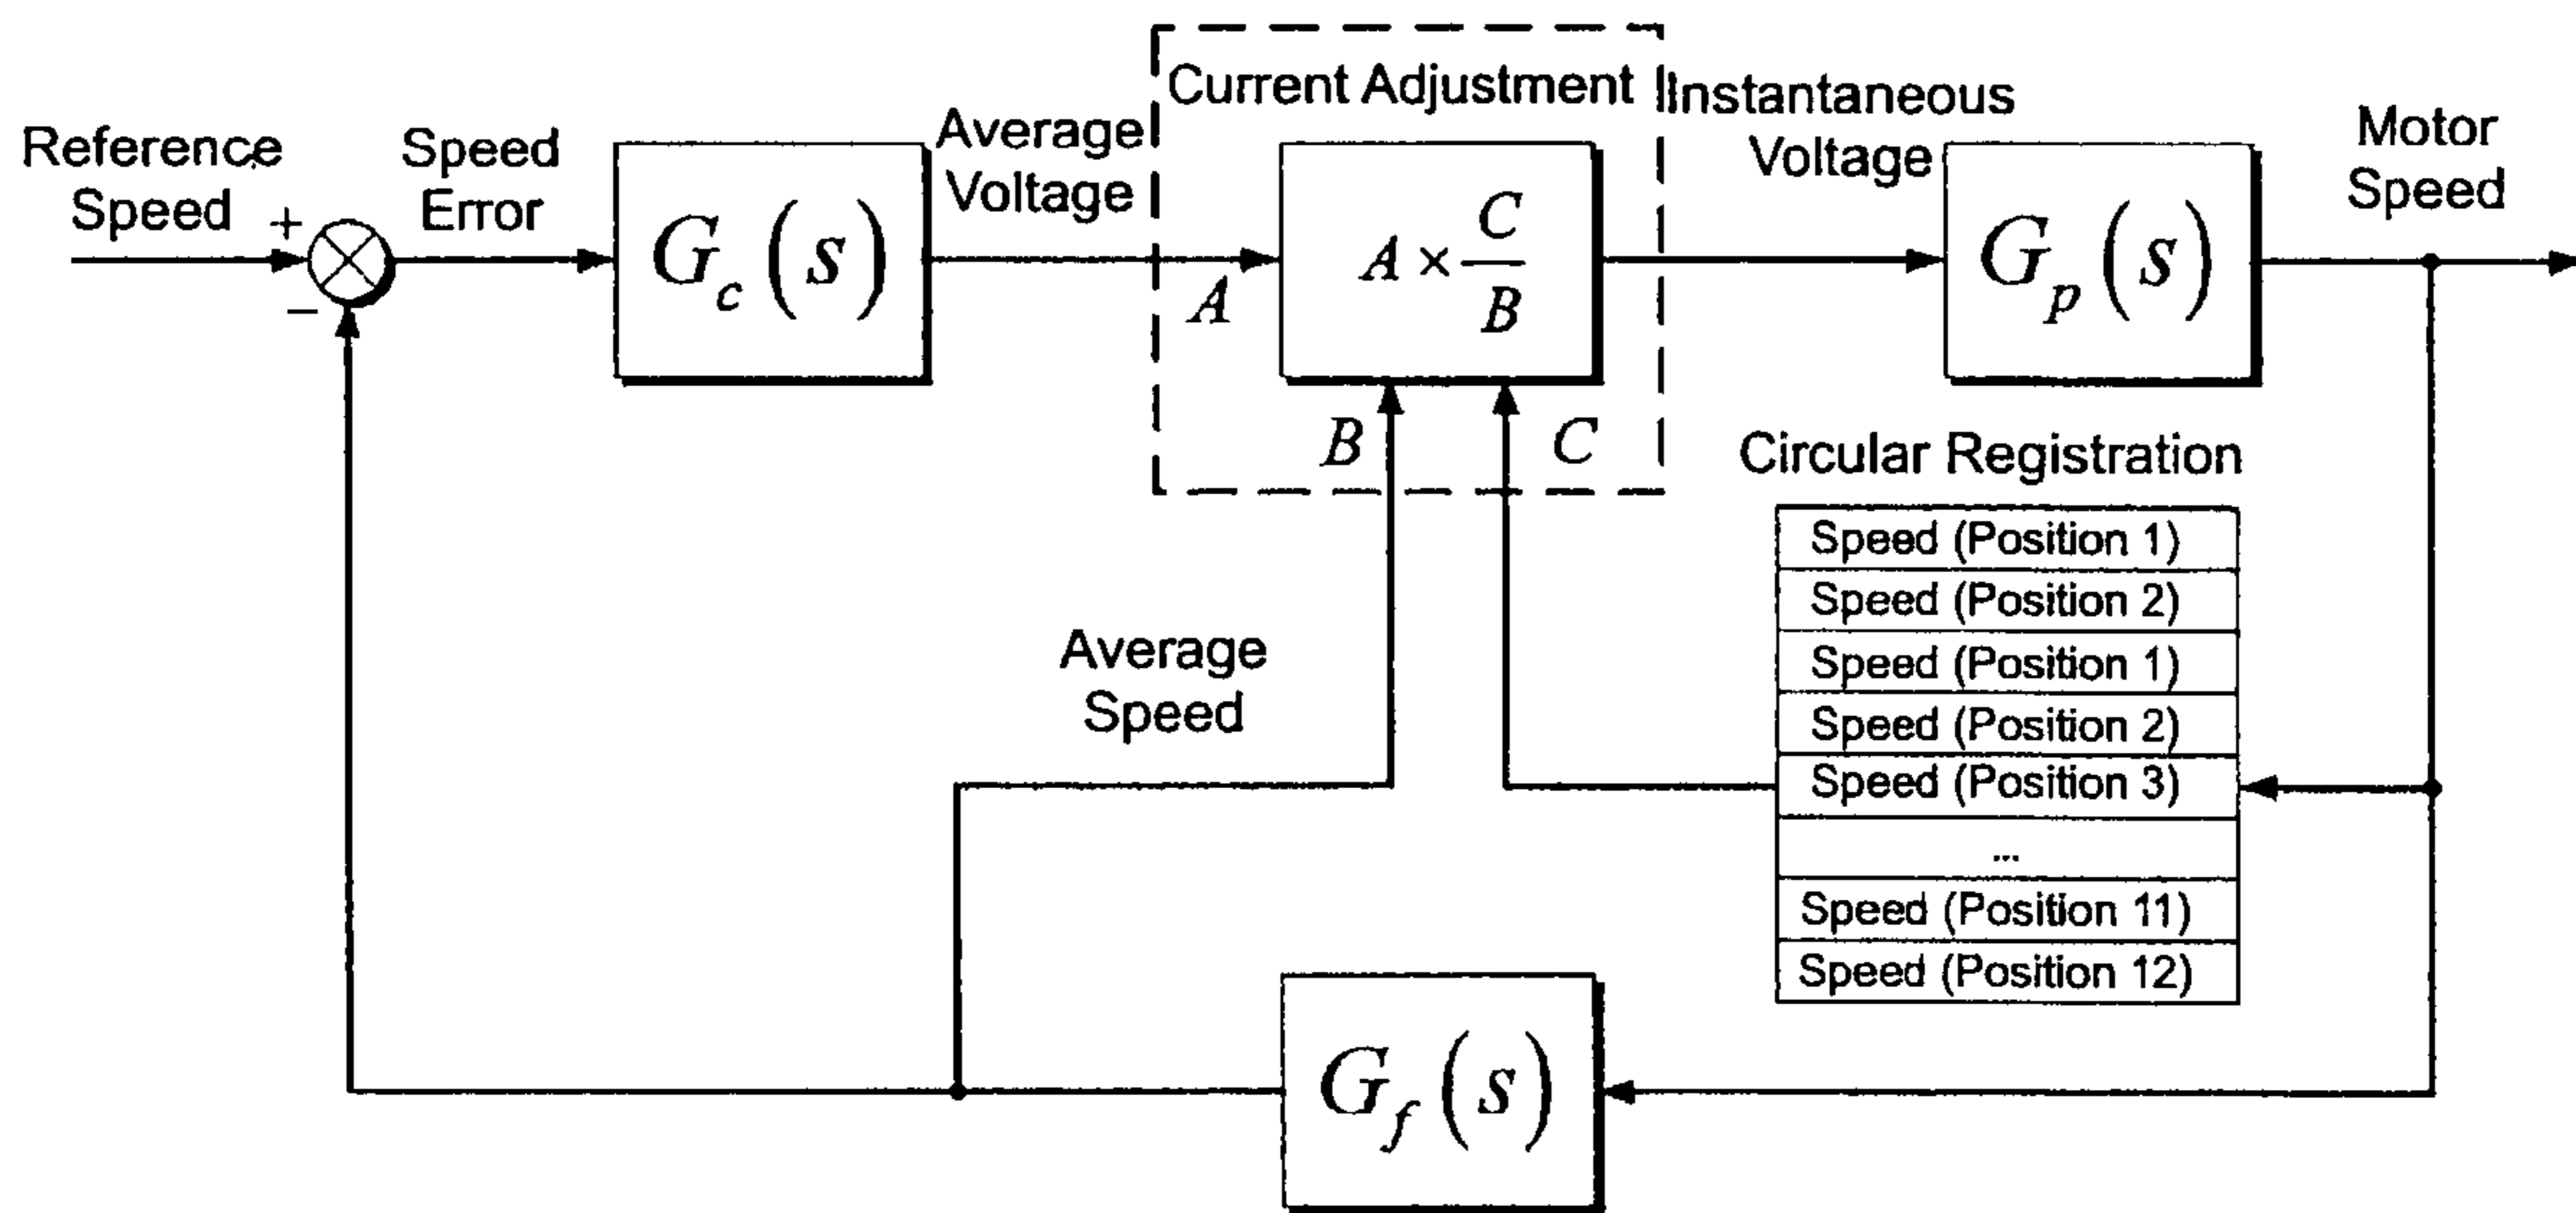 Current Adjustment
Reference
Speed
+
−
Speed
Error
G_c (s)
Average
Voltage
A
A × C/B
B
C
Instantaneous
Voltage
G_p (s)
Motor
Speed
Circular Registration
Speed (Position 1)
Speed (Position 2)
Speed (Position 1)
Speed (Position 2)
Speed (Position 3)
...
Speed (Position 11)
Speed (Position 12)
Average
Speed
G_f (s)